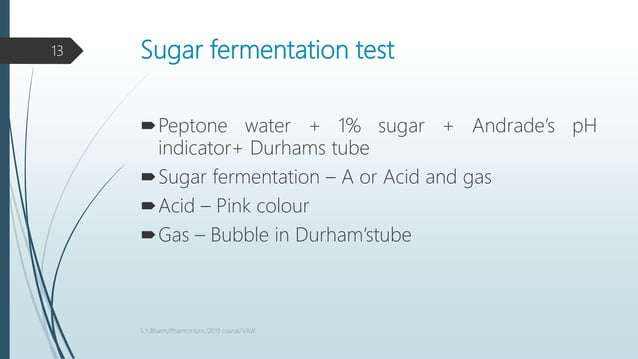 13
Sugar fermentation test
Peptone water + 1% sugar + Andrade's pH
indicator+ Durhams tube
Sugar fermentation – A or Acid and gas
Acid – Pink colour
Gas – Bubble in Durham'stube